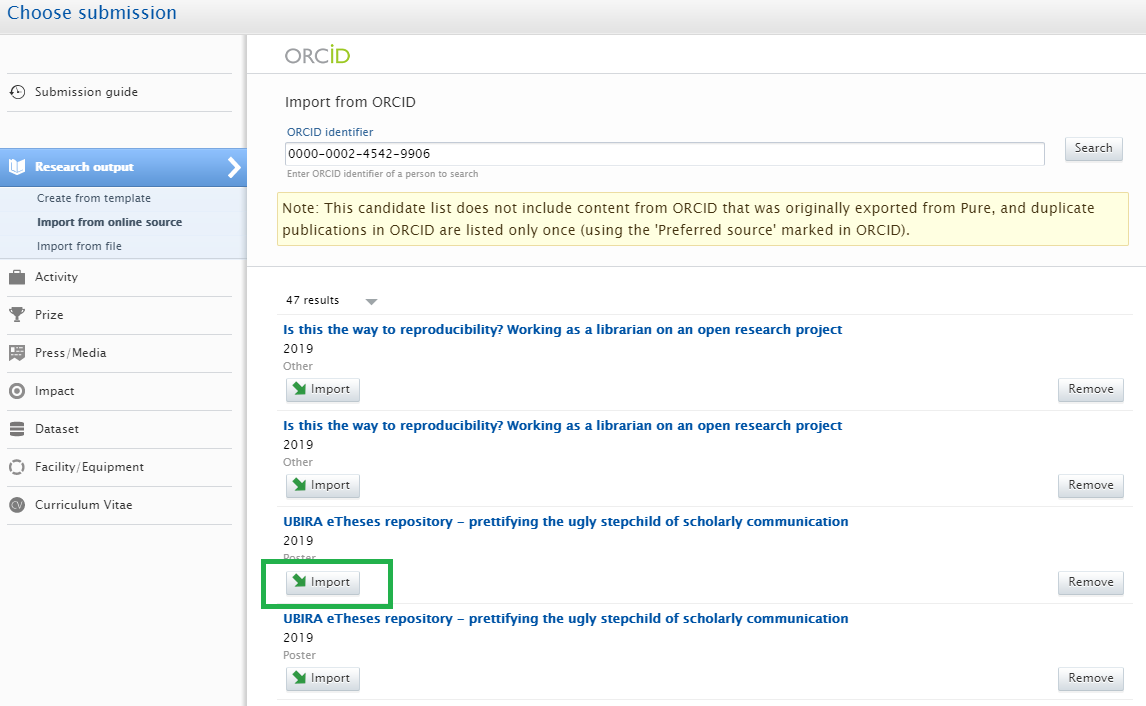 Choose submission
Submission guide
Research output
Create from template
Import from online source
Import from file
Activity
Prize
Press/Media
Impact
Dataset
Facility/Equipment
CV
Curriculum Vitae
ORCID
Import from ORCID
ORCID identifier
0000-0002-4542-9906
Search
Enter ORCID identifier of a person to search
Note: This candidate list does not include content from ORCID that was originally exported from Pure, and duplicate
publications in ORCID are listed only once (using the 'Preferred source' marked in ORCID).
47 results
Is this the way to reproducibility? Working as a librarian on an open research project
2019
Other
Import
Remove
Is this the way to reproducibility? Working as a librarian on an open research project
2019
Other
Import
Remove
UBIRA eTheses repository – prettifying the ugly stepchild of scholarly communication
2019
Poster
Import
Remove
UBIRA eTheses repository – prettifying the ugly stepchild of scholarly communication
2019
Poster
Import
Remove